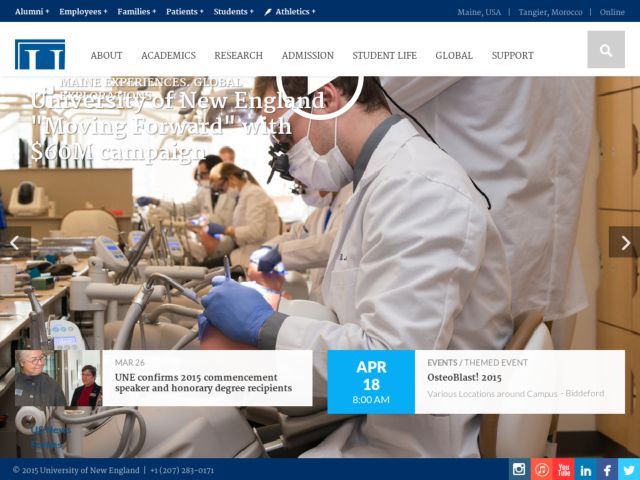 Alumni + Employees + Families + Patients + Students + Athletics +
Maine, USA | Tangier, Morocco | Online
U
ABOUT ACADEMICS RESEARCH ADMISSION STUDENT LIFE GLOBAL SUPPORT
MAINE EXPERIENCES. GLOBAL
EXPLORATIONS
University of New England
"Moving Forward" with
$60M campaign
MAR 26
UNE confirms 2015 commencement
speaker and honorary degree recipients
APR
18
8:00 AM
EVENTS / THEMED EVENT
OsteoBlast! 2015
Various Locations around Campus – Biddeford
© 2015 University of New England | +1 (207) 283-0171
You
Tube
in
f